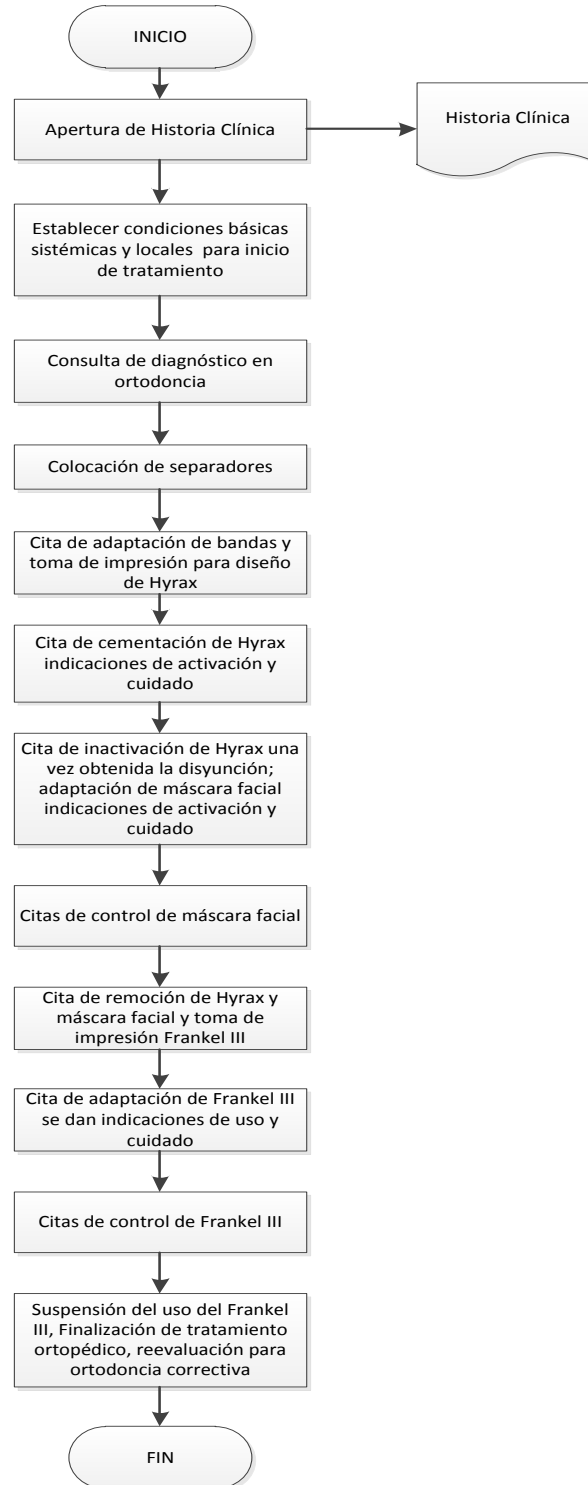 INICIO
Apertura de Historia Clínica
Historia Clínica
Establecer condiciones básicas
sistémicas y locales para inicio
de tratamiento
Consulta de diagnóstico en
ortodoncia
Colocación de separadores
Cita de adaptación de bandas y
toma de impresión para diseño
de Hyrax
Cita de cementación de Hyrax
indicaciones de activación y
cuidado
Cita de inactivación de Hyrax una
vez obtenida la disyunción;
adaptación de máscara facial
indicaciones de activación y
cuidado
Citas de control de máscara facial
Cita de remoción de Hyrax y
máscara facial y toma de
impresión Frankel III
Cita de adaptación de Frankel III
se dan indicaciones de uso y
cuidado
Citas de control de Frankel III
Suspensión del uso del Frankel
III, Finalización de tratamiento
ortopédico, reevaluación para
ortodoncia correctiva
FIN